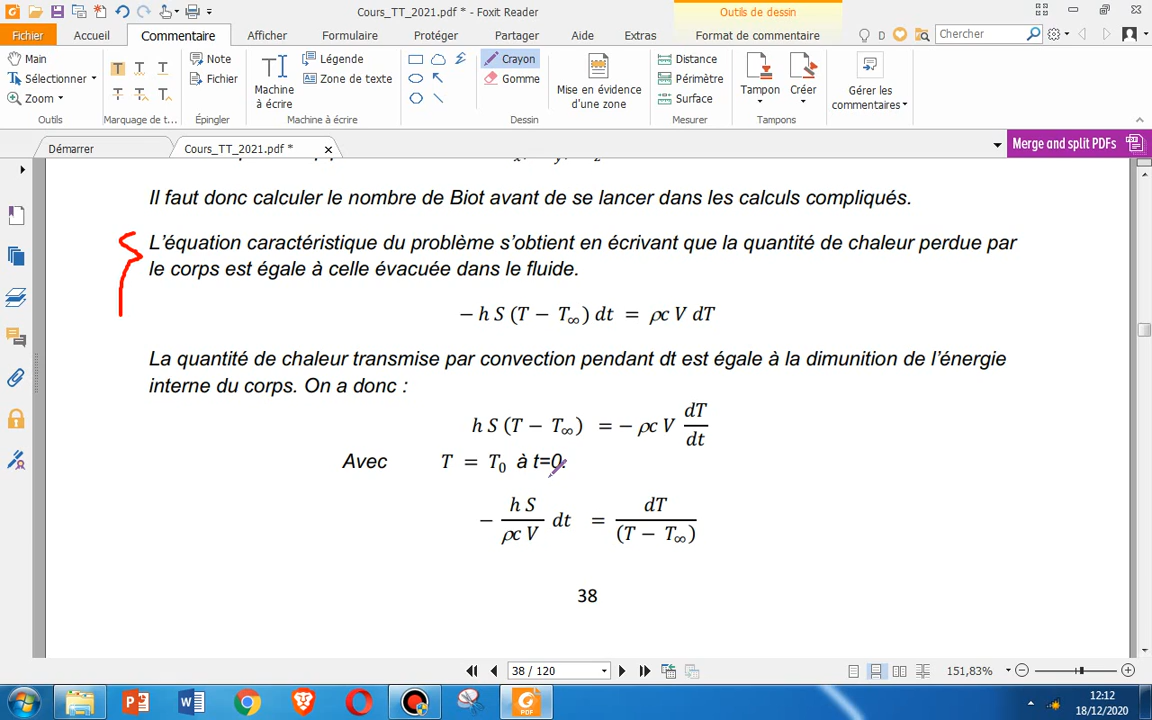 Cours_TT_2021.pdf * - Foxit Reader
Outils de dessin
Fichier
Accueil
Commentaire
Afficher
Formulaire
Protéger
Partager
Aide
Extras
Format de commentaire
D
Chercher
Main
Sélectionner
Zoom
Outils
T T T
T T T
Marquage de t...
Note
Fichier
Épingler
Machine
à écrire
Légende
Zone de texte
Machine à écrire
Crayon
Gomme
Dessin
Mise en évidence
d'une zone
Distance
Périmètre
Surface
Mesurer
Tampon
Créer
Tampons
Gérer les
commentaires
Démarrer
Cours_TT_2021.pdf *
Merge and split PDFs
Il faut donc calculer le nombre de Biot avant de se lancer dans les calculs compliqués.
L'équation caractéristique du problème s'obtient en écrivant que la quantité de chaleur perdue par
le corps est égale à celle évacuée dans le fluide.
− h S (T − T∞) dt = ρc V dT
La quantité de chaleur transmise par convection pendant dt est égale à la dimunition de l'énergie
interne du corps. On a donc :
h S (T − T∞) = − ρc V dT/dt
Avec T = T₀ à t=0.
− h S/ρc V dt = dT/(T − T∞)
38
38 / 120
151,83%
12:12
18/12/2020